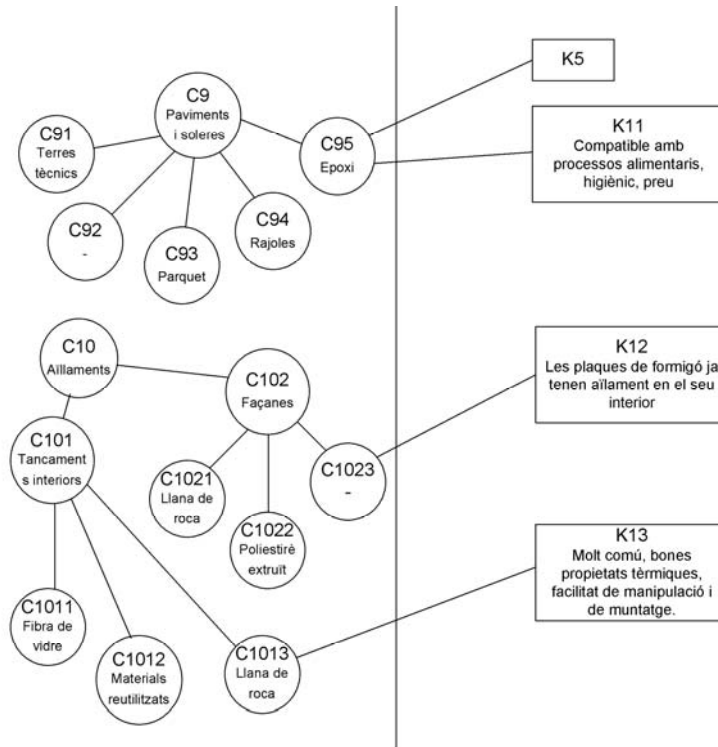 C9
Paviments
i soleres
C91
Terres
tècnics
C92
-
C93
Parquet
C94
Rajoles
C95
Epoxi
K5
K11
Compatible amb
processos alimentaris,
higiènic, preu
C10
Aïllaments
C102
Façanes
C101
Tancament
s interiors
C1021
Llana de
roca
C1022
Poliestirè
extruït
C1023
-
K12
Les plaques de formigó ja
tenen aïlament en el seu
interior
C1011
Fibra de
vidre
C1012
Materials
reutilitzats
C1013
Llana de
roca
K13
Molt comú, bones
propietats tèrmiques,
facilitat de manipulació i
de muntatge.